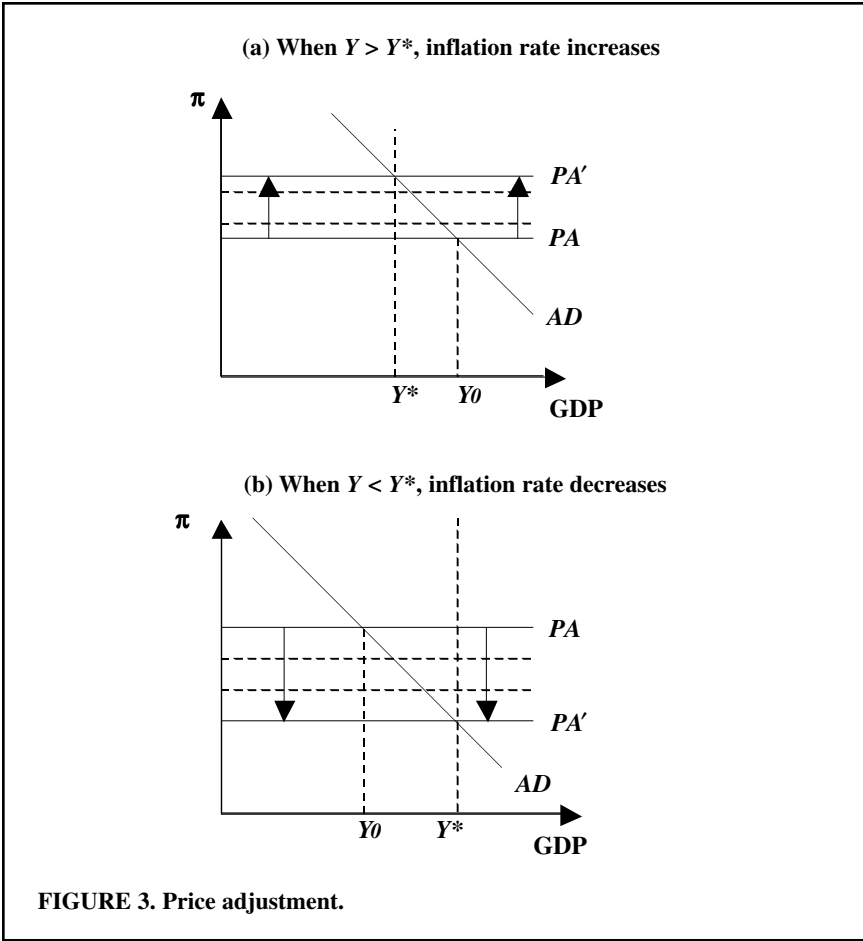 (a) When Y > Y*, inflation rate increases
π
PA′
PA
AD
Y* Y0
GDP
(b) When Y < Y*, inflation rate decreases
π
PA
PA′
AD
Y0 Y*
GDP
FIGURE 3. Price adjustment.